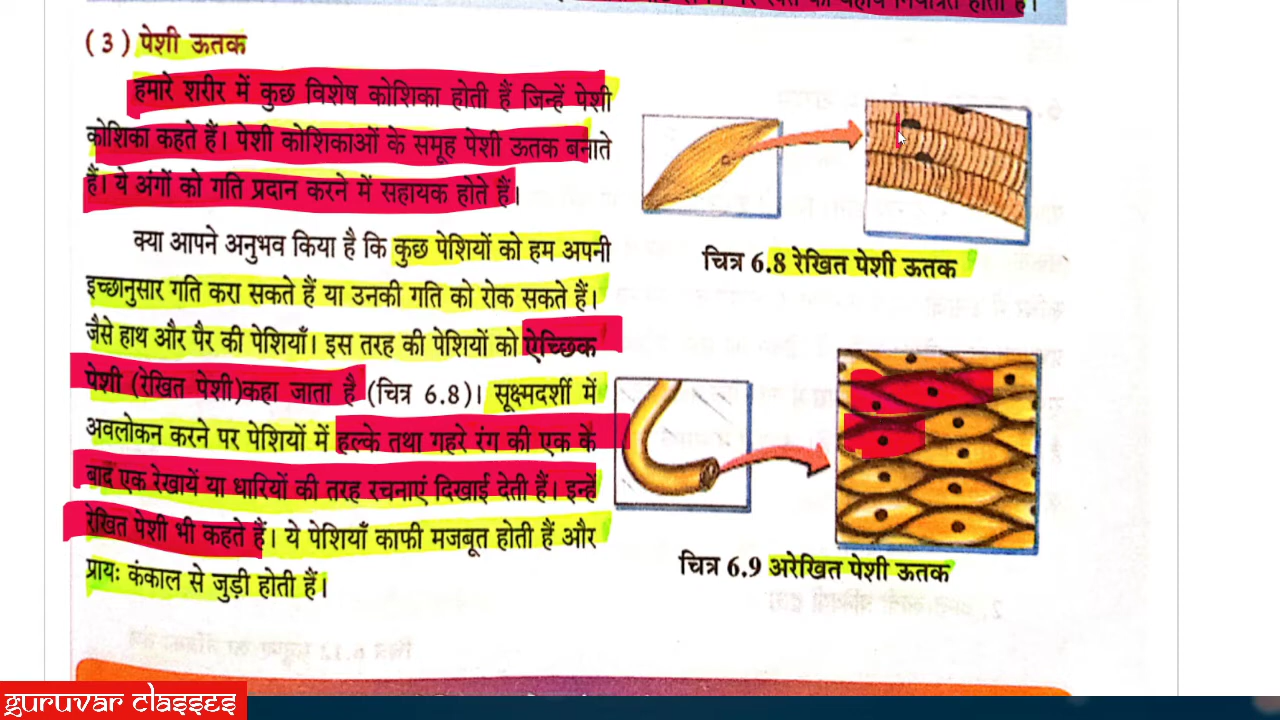 (3) पेशी ऊतक
हमारे शरीर में कुछ विशेष कोशिका होती हैं जिन्हें पेशी
कोशिका कहते हैं। पेशी कोशिकाओं के समूह पेशी ऊतक बनाते
हैं। ये अंगों को गति प्रदान करने में सहायक होते हैं।
क्या आपने अनुभव किया है कि कुछ पेशियों को हम अपनी
इच्छानुसार गति करा सकते हैं या उनकी गति को रोक सकते हैं।
जैसे हाथ और पैर की पेशियाँ। इस तरह की पेशियों को ऐच्छिक
पेशी (रेखित पेशी)कहा जाता है (चित्र 6.8)। सूक्ष्मदर्शी में
अवलोकन करने पर पेशियों में हल्के तथा गहरे रंग की एक के
बाद एक रेखायें या धारियों की तरह रचनाएं दिखाई देती हैं। इन्हें
रेखित पेशी भी कहते हैं। ये पेशियाँ काफी मजबूत होती हैं और
प्रायः कंकाल से जुड़ी होती हैं।
चित्र 6.8 रेखित पेशी ऊतक
चित्र 6.9 अरेखित पेशी ऊतक
guruvar classes